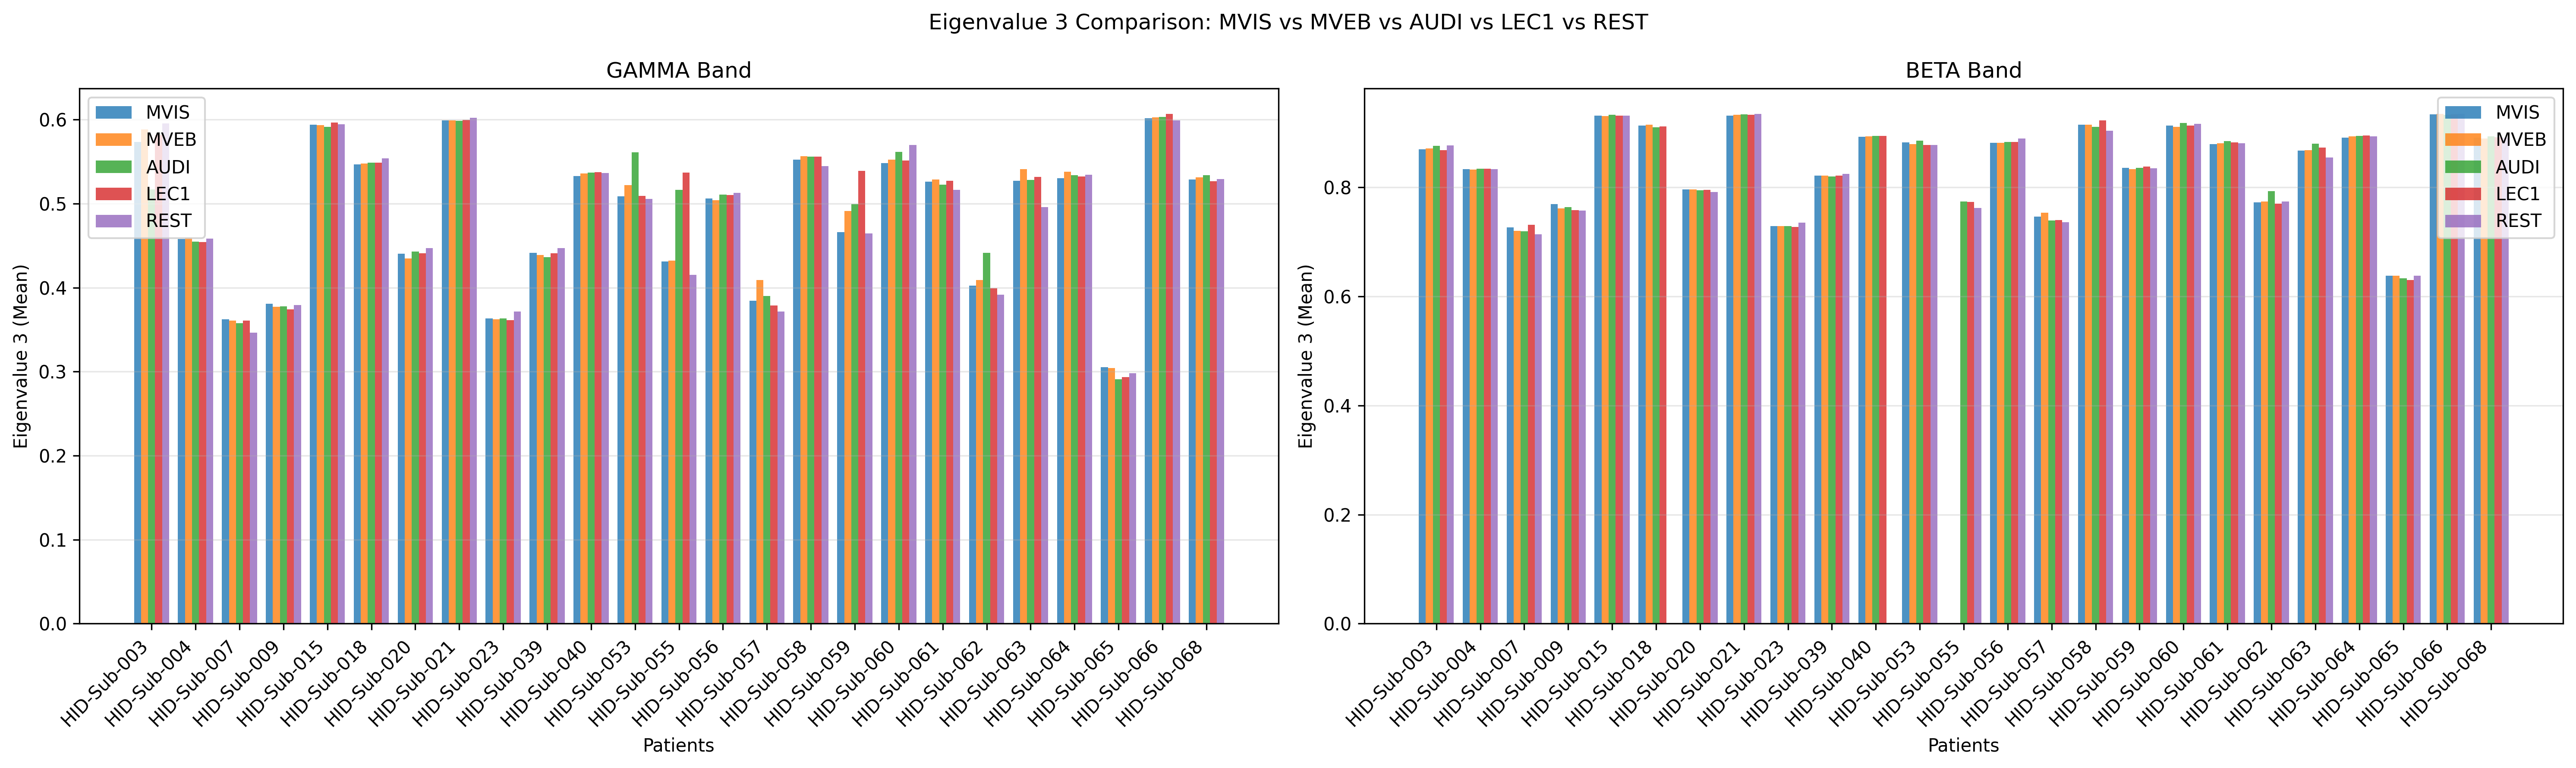 Eigenvalue 3 Comparison: MVIS vs MVEB vs AUDI vs LEC1 vs REST
GAMMA Band
MVIS
MVEB
AUDI
LEC1
REST
Eigenvalue 3 (Mean)
0.6
0.5
0.4
0.3
0.2
0.1
0.0
HID-Sub-003
HID-Sub-004
HID-Sub-007
HID-Sub-009
HID-Sub-015
HID-Sub-018
HID-Sub-020
HID-Sub-021
HID-Sub-023
HID-Sub-039
HID-Sub-040
HID-Sub-053
HID-Sub-055
HID-Sub-056
HID-Sub-057
HID-Sub-058
HID-Sub-059
HID-Sub-060
HID-Sub-061
HID-Sub-062
HID-Sub-063
HID-Sub-064
HID-Sub-065
HID-Sub-066
HID-Sub-068
Patients
BETA Band
MVIS
MVEB
AUDI
LEC1
REST
Eigenvalue 3 (Mean)
0.8
0.6
0.4
0.2
0.0
HID-Sub-003
HID-Sub-004
HID-Sub-007
HID-Sub-009
HID-Sub-015
HID-Sub-018
HID-Sub-020
HID-Sub-021
HID-Sub-023
HID-Sub-039
HID-Sub-040
HID-Sub-053
HID-Sub-055
HID-Sub-056
HID-Sub-057
HID-Sub-058
HID-Sub-059
HID-Sub-060
HID-Sub-061
HID-Sub-062
HID-Sub-063
HID-Sub-064
HID-Sub-065
HID-Sub-066
HID-Sub-068
Patients